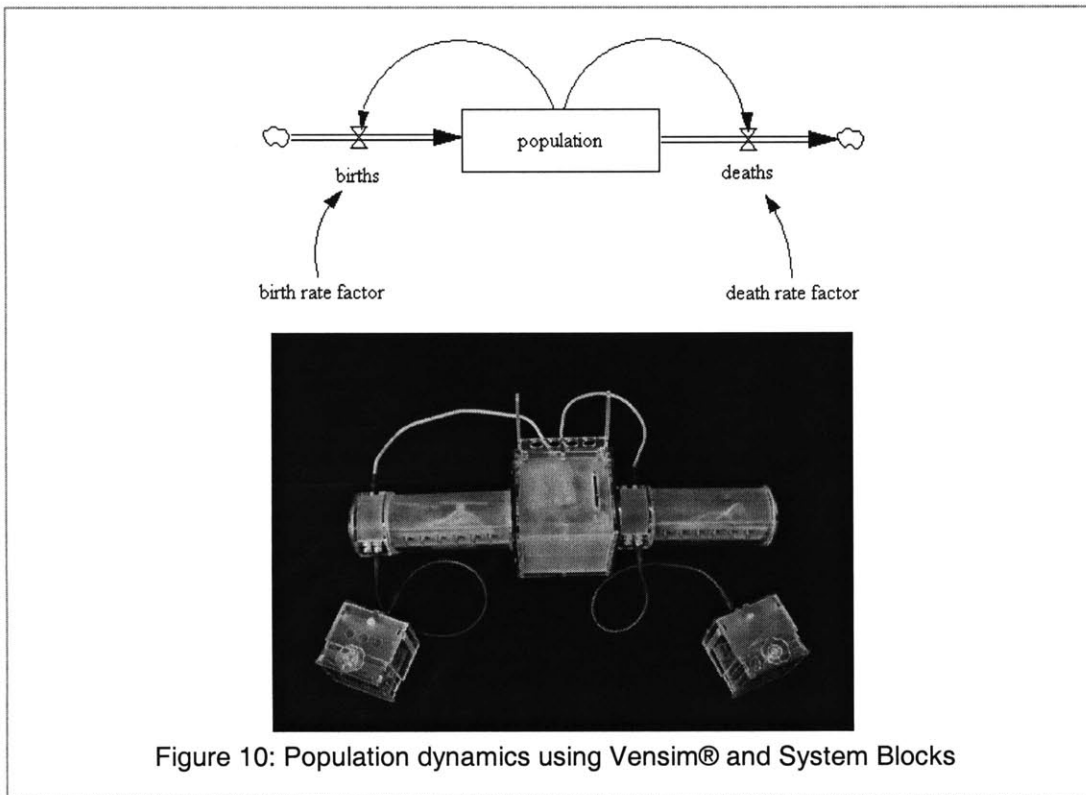 population
births
deaths
birth rate factor
death rate factor
Figure 10: Population dynamics using Vensim® and System Blocks